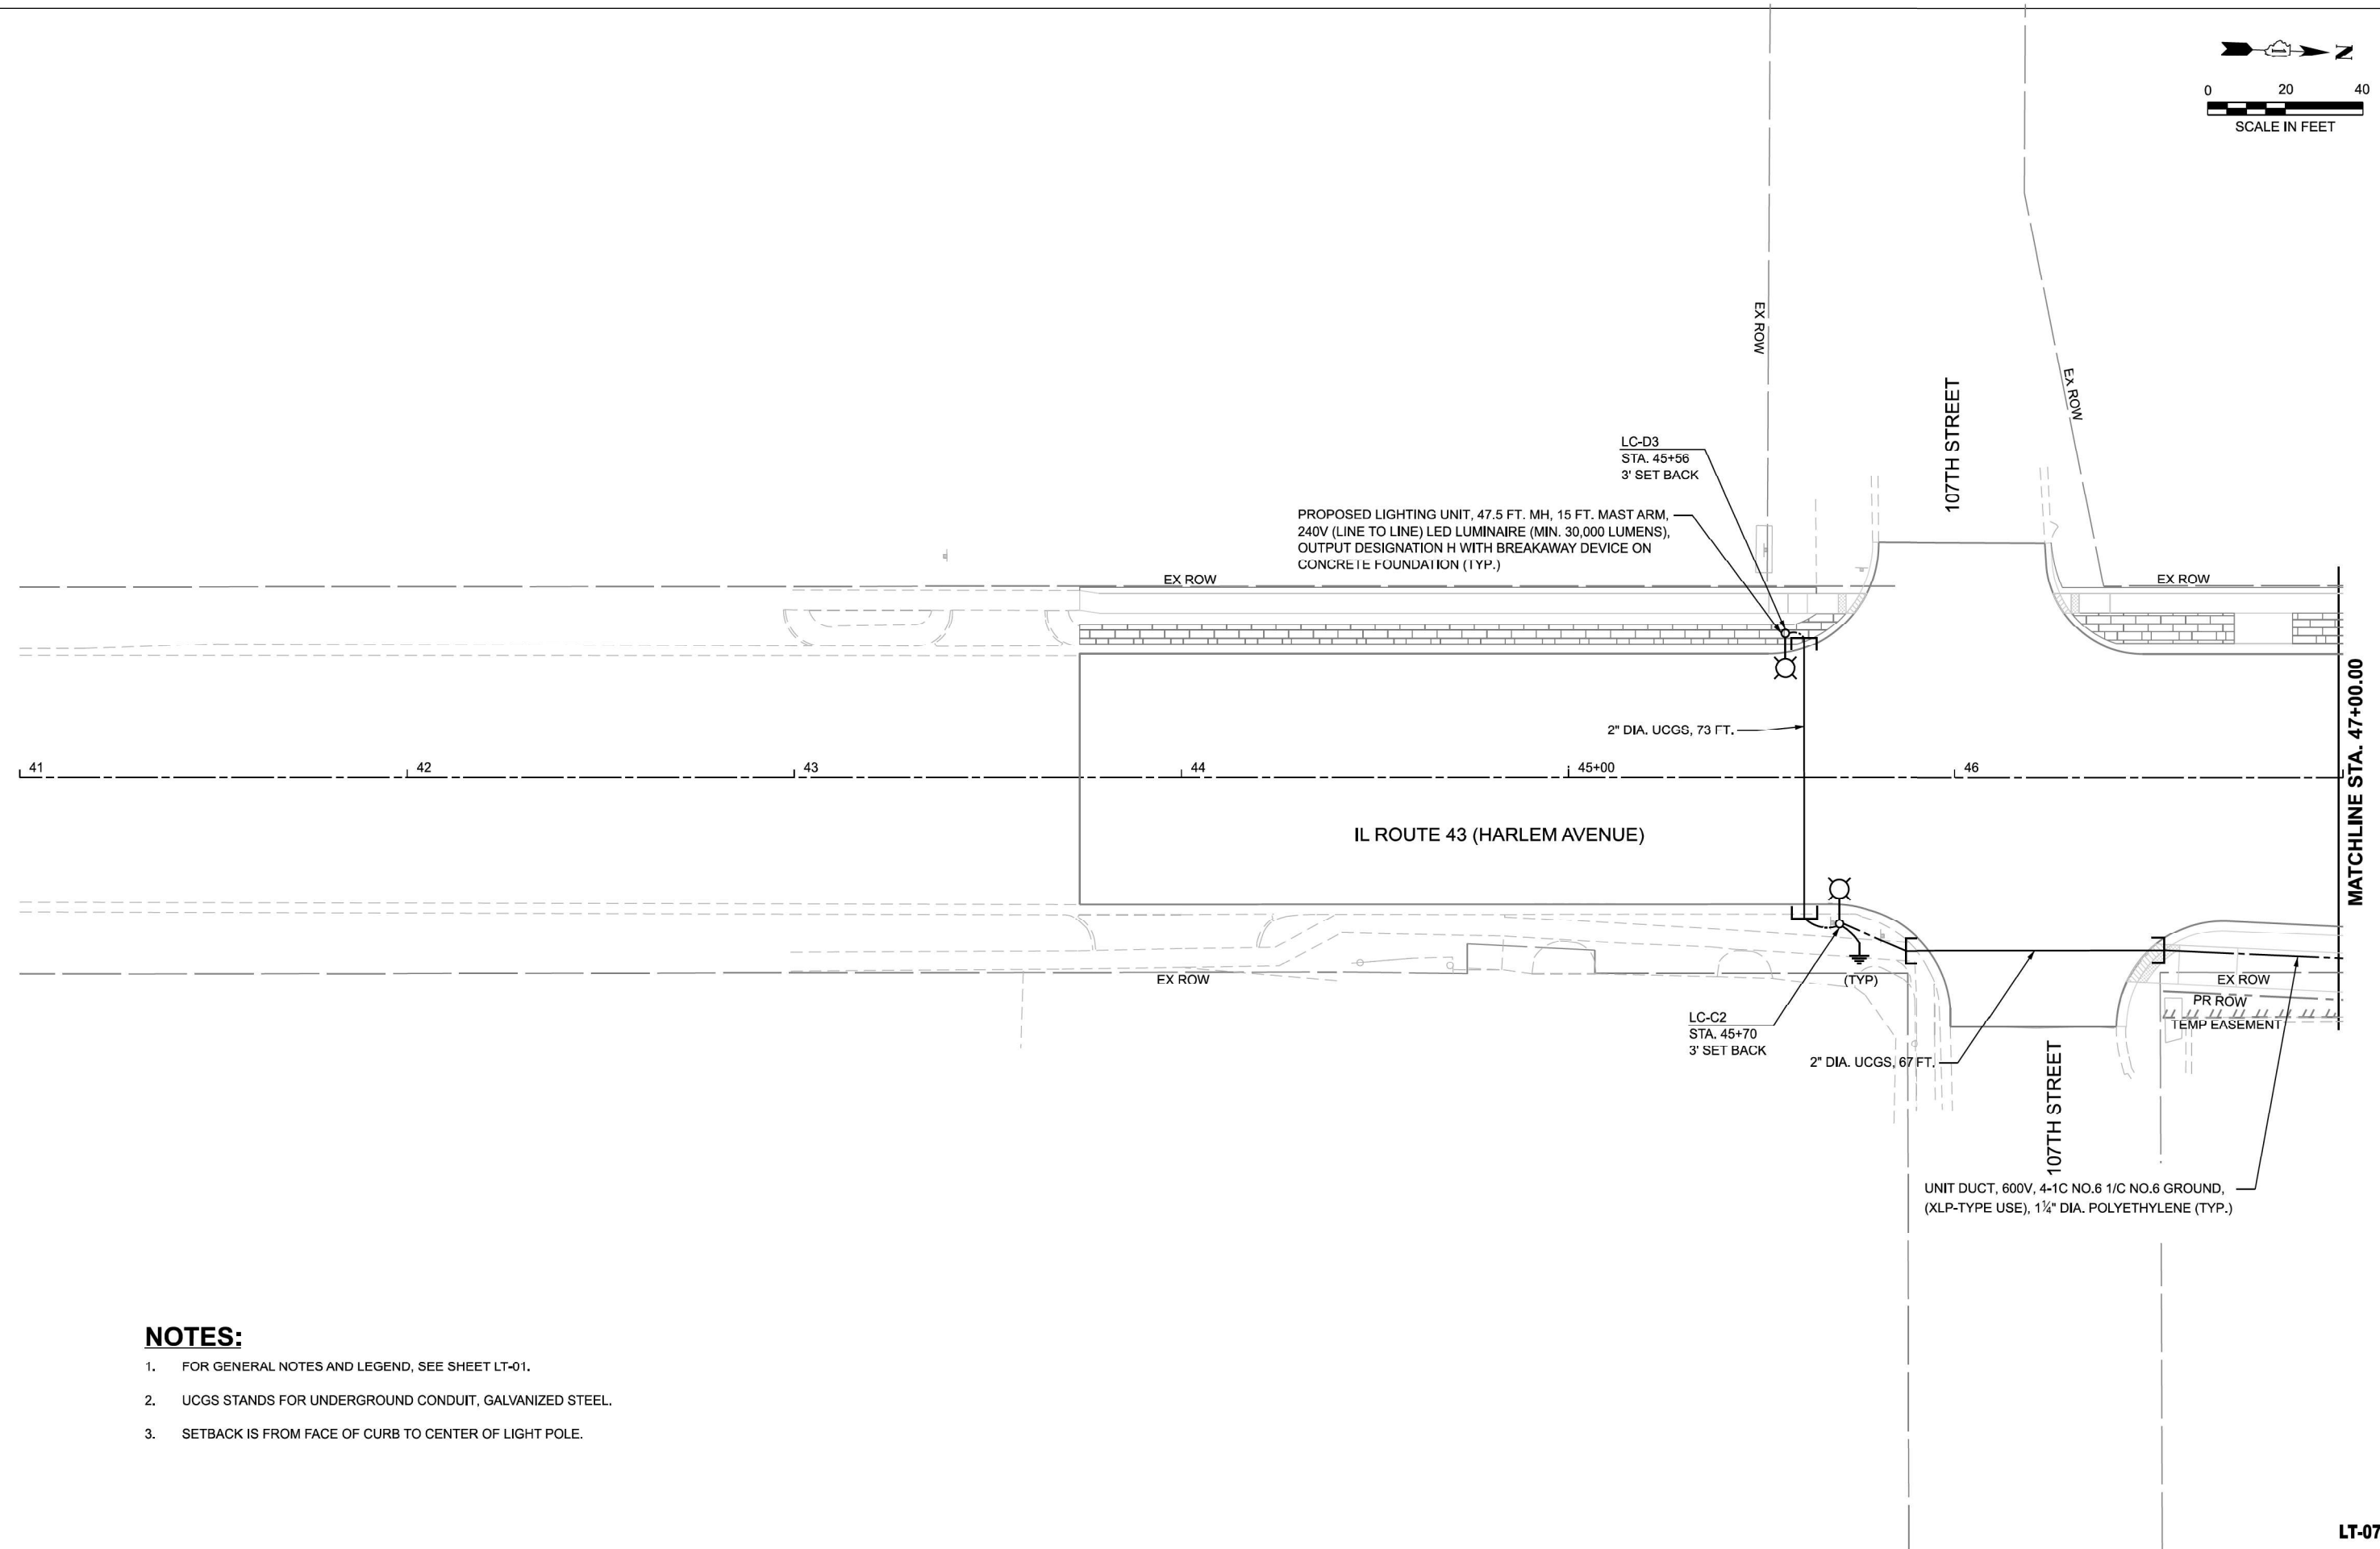 N
0 20 40
SCALE IN FEET
EX ROW
EX ROW
107TH STREET
LC-D3
STA. 45+56
3' SET BACK
PROPOSED LIGHTING UNIT, 47.5 FT. MH, 15 FT. MAST ARM,
240V (LINE TO LINE) LED LUMINAIRE (MIN. 30,000 LUMENS),
OUTPUT DESIGNATION H WITH BREAKAWAY DEVICE ON
CONCRETE FOUNDATION (TYP.)
EX ROW
EX ROW
2" DIA. UCGS, 73 FT.
MATCHLINE STA. 47+00.00
41 42 43 44 45+00 46
IL ROUTE 43 (HARLEM AVENUE)
EX ROW
(TYP)
EX ROW
PR ROW
TEMP EASEMENT
LC-C2
STA. 45+70
3' SET BACK
2" DIA. UCGS, 67 FT.
107TH STREET
UNIT DUCT, 600V, 4-1C NO.6 1/C NO.6 GROUND,
(XLP-TYPE USE), 1¼" DIA. POLYETHYLENE (TYP.)
NOTES:
1. FOR GENERAL NOTES AND LEGEND, SEE SHEET LT-01.
2. UCGS STANDS FOR UNDERGROUND CONDUIT, GALVANIZED STEEL.
3. SETBACK IS FROM FACE OF CURB TO CENTER OF LIGHT POLE.
LT-07